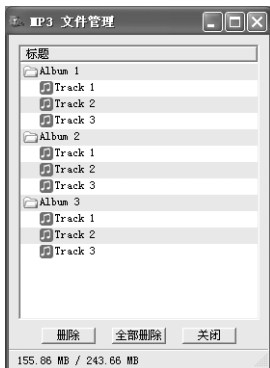 MP3 文件管理
标题
Album 1
Track 1
Track 2
Track 3
Album 2
Track 1
Track 2
Track 3
Album 3
Track 1
Track 2
Track 3
删除 全部删除 关闭
155.86 MB / 243.66 MB